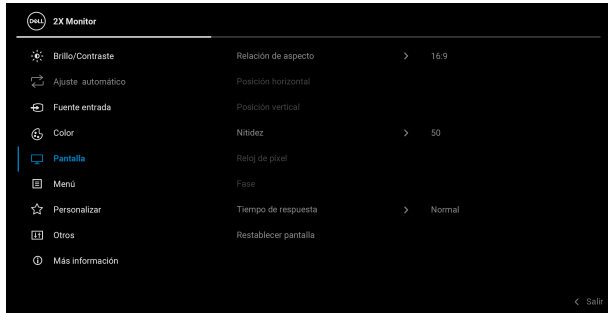 DELL 2X Monitor
Brillo/Contraste Relación de aspecto > 16:9
Ajuste automático Posición horizontal
Fuente entrada Posición vertical
Color Nitidez > 50
Pantalla Reloj de píxel
Menú Fase
Personalizar Tiempo de respuesta > Normal
Otros Restablecer pantalla
Más información
< Salir